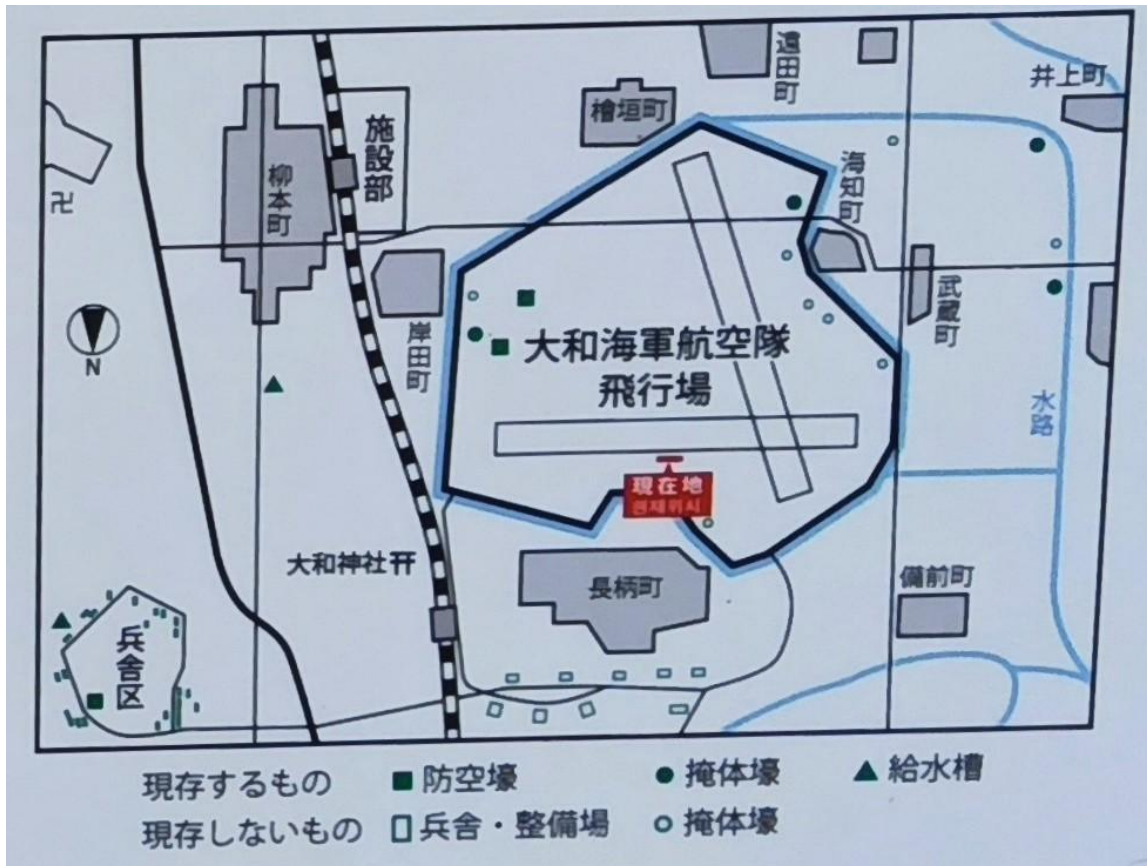 遠田町
井上町
檜垣町
施設部
柳本町
海知町
卍
武蔵町
岸田町
N
大和海軍航空隊
飛行場
水路
現在地
현재위치
大和神社
長柄町
備前町
兵舎区
現存するもの ■ 防空壕 ● 掩体壕 ▲ 給水槽
現存しないもの 兵舎・整備場 ○ 掩体壕